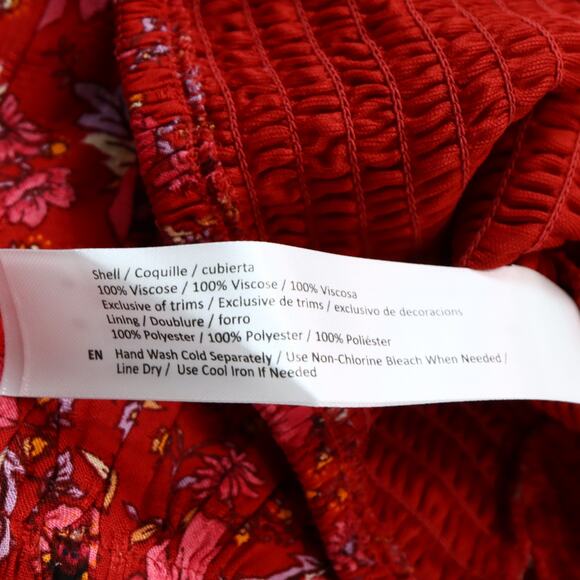 Shell / Coquille / cubierta
100% Viscose / 100% Viscose / 100% Viscosa
Exclusive of trims / Exclusive de trims / exclusivo de decoracions
Lining / Doublure / forro
100% Polyester / 100% Polyester / 100% Poliéster
EN Hand Wash Cold Separately / Use Non-Chlorine Bleach When Needed /
Line Dry / Use Cool Iron If Needed